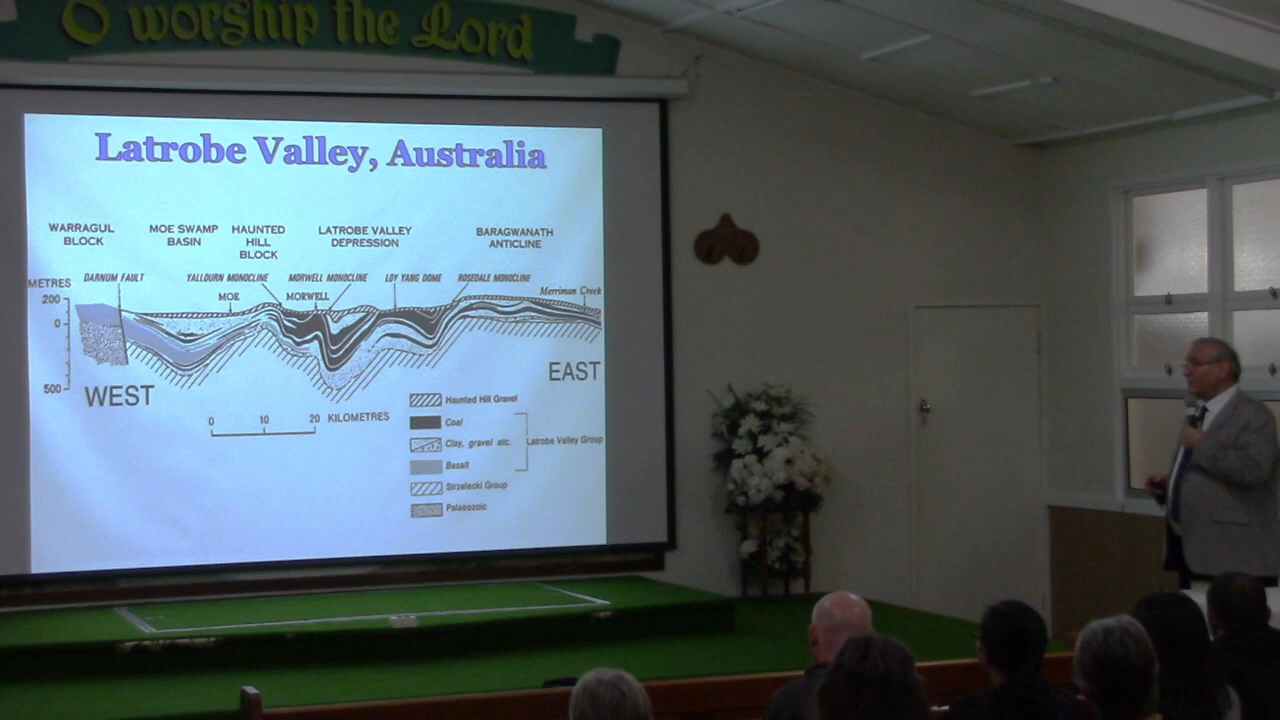 O worship the Lord
Latrobe Valley, Australia
WARRAGUL
BLOCK
MOE SWAMP
BASIN
HAUNTED
HILL
BLOCK
LATROBE VALLEY
DEPRESSION
BARAGWANATH
ANTICLINE
METRES
DARNUM FAULT
YALLOURN MONOCLINE
MORWELL MONOCLINE
LOY YANG DOME
ROSEDALE MONOCLINE
MOE
MORWELL
Merriman Creek
200
0
500
WEST
EAST
0 10 20 KILOMETRES
Haunted Hill Gravel
Coal
Clay, gravel etc.
Latrobe Valley Group
Basalt
Strzelecki Group
Palaeozoic